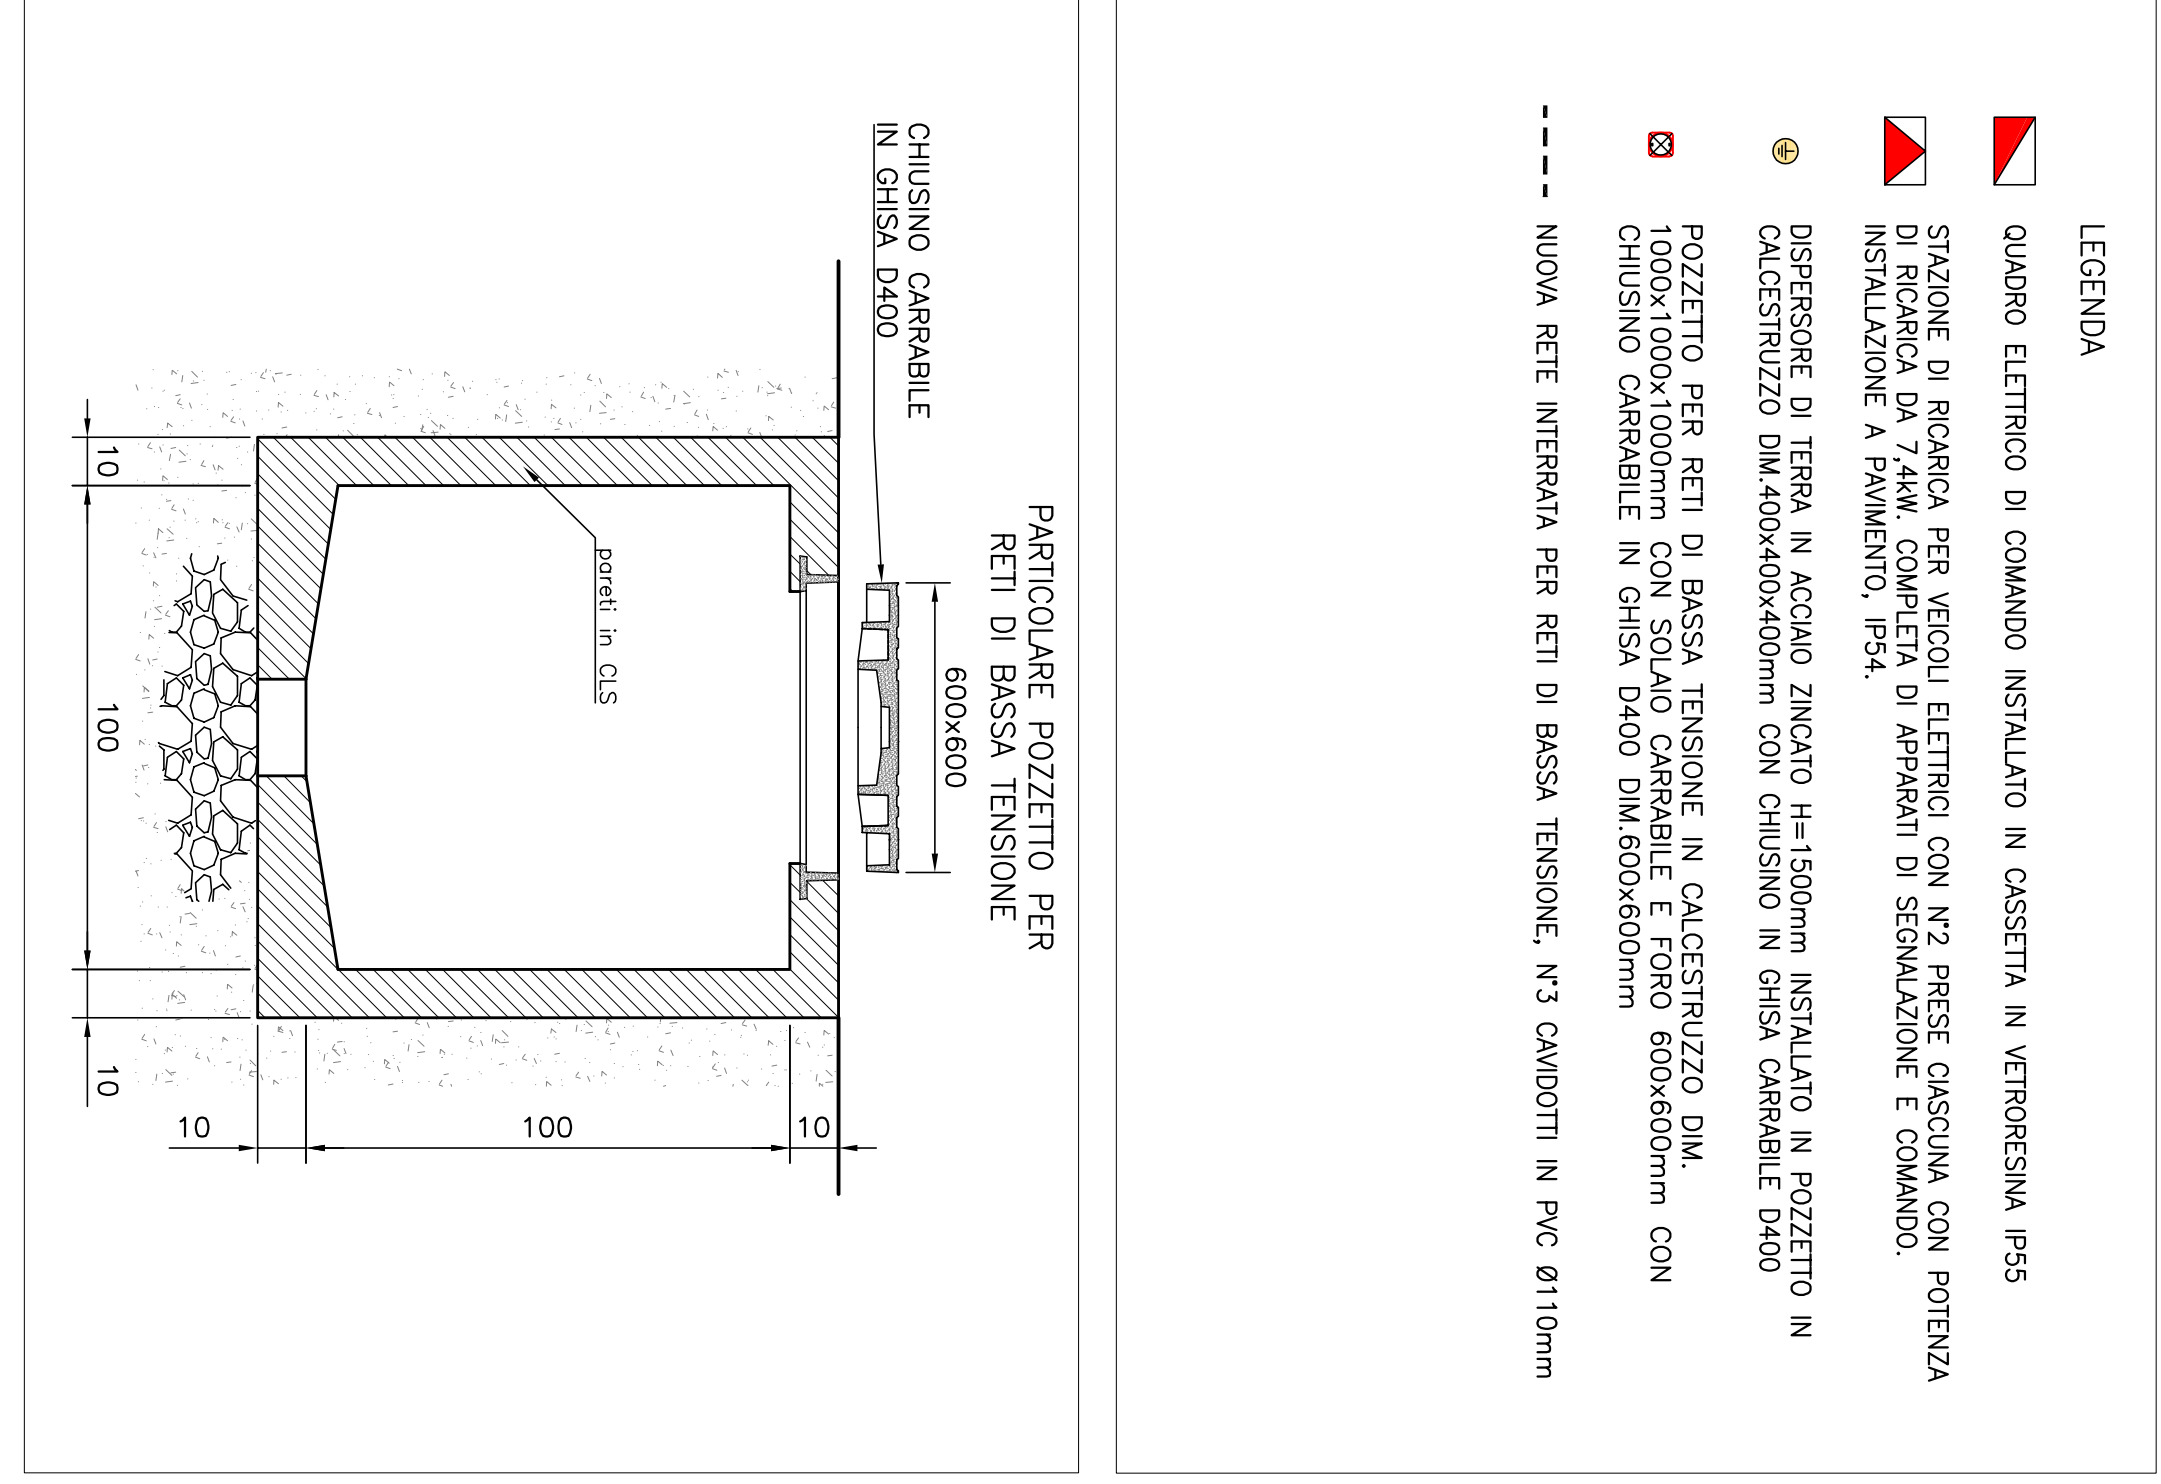 LEGENDA
QUADRO ELETTRICO DI COMANDO INSTALLATO IN CASSETTA IN VETRORESINA IP55
STAZIONE DI RICARICA PER VEICOLI ELETTRICI CON N°2 PRESE CIASCUNA CON POTENZA
DI RICARICA DA 7,4kW. COMPLETA DI APPARATI DI SEGNALAZIONE E COMANDO.
INSTALLAZIONE A PAVIMENTO, IP54.
DISPERSORE DI TERRA IN ACCIAIO ZINCATO H=1500mm INSTALLATO IN POZZETTO IN
CALCESTRUZZO DIM.400x400x400mm CON CHIUSINO IN GHISA CARRABILE D400
POZZETTO PER RETI DI BASSA TENSIONE IN CALCESTRUZZO DIM.
1000x1000x1000mm CON SOLAIO CARRABILE E FORO 600x600mm CON
CHIUSINO CARRABILE IN GHISA D400 DIM.600x600mm
NUOVA RETE INTERRATA PER RETI DI BASSA TENSIONE, N°3 CAVIDOTTI IN PVC Ø110mm
PARTICOLARE POZZETTO PER
RETI DI BASSA TENSIONE
600x600
CHIUSINO CARRABILE
IN GHISA D400
pareti in CLS
10
100
10
10
100
10